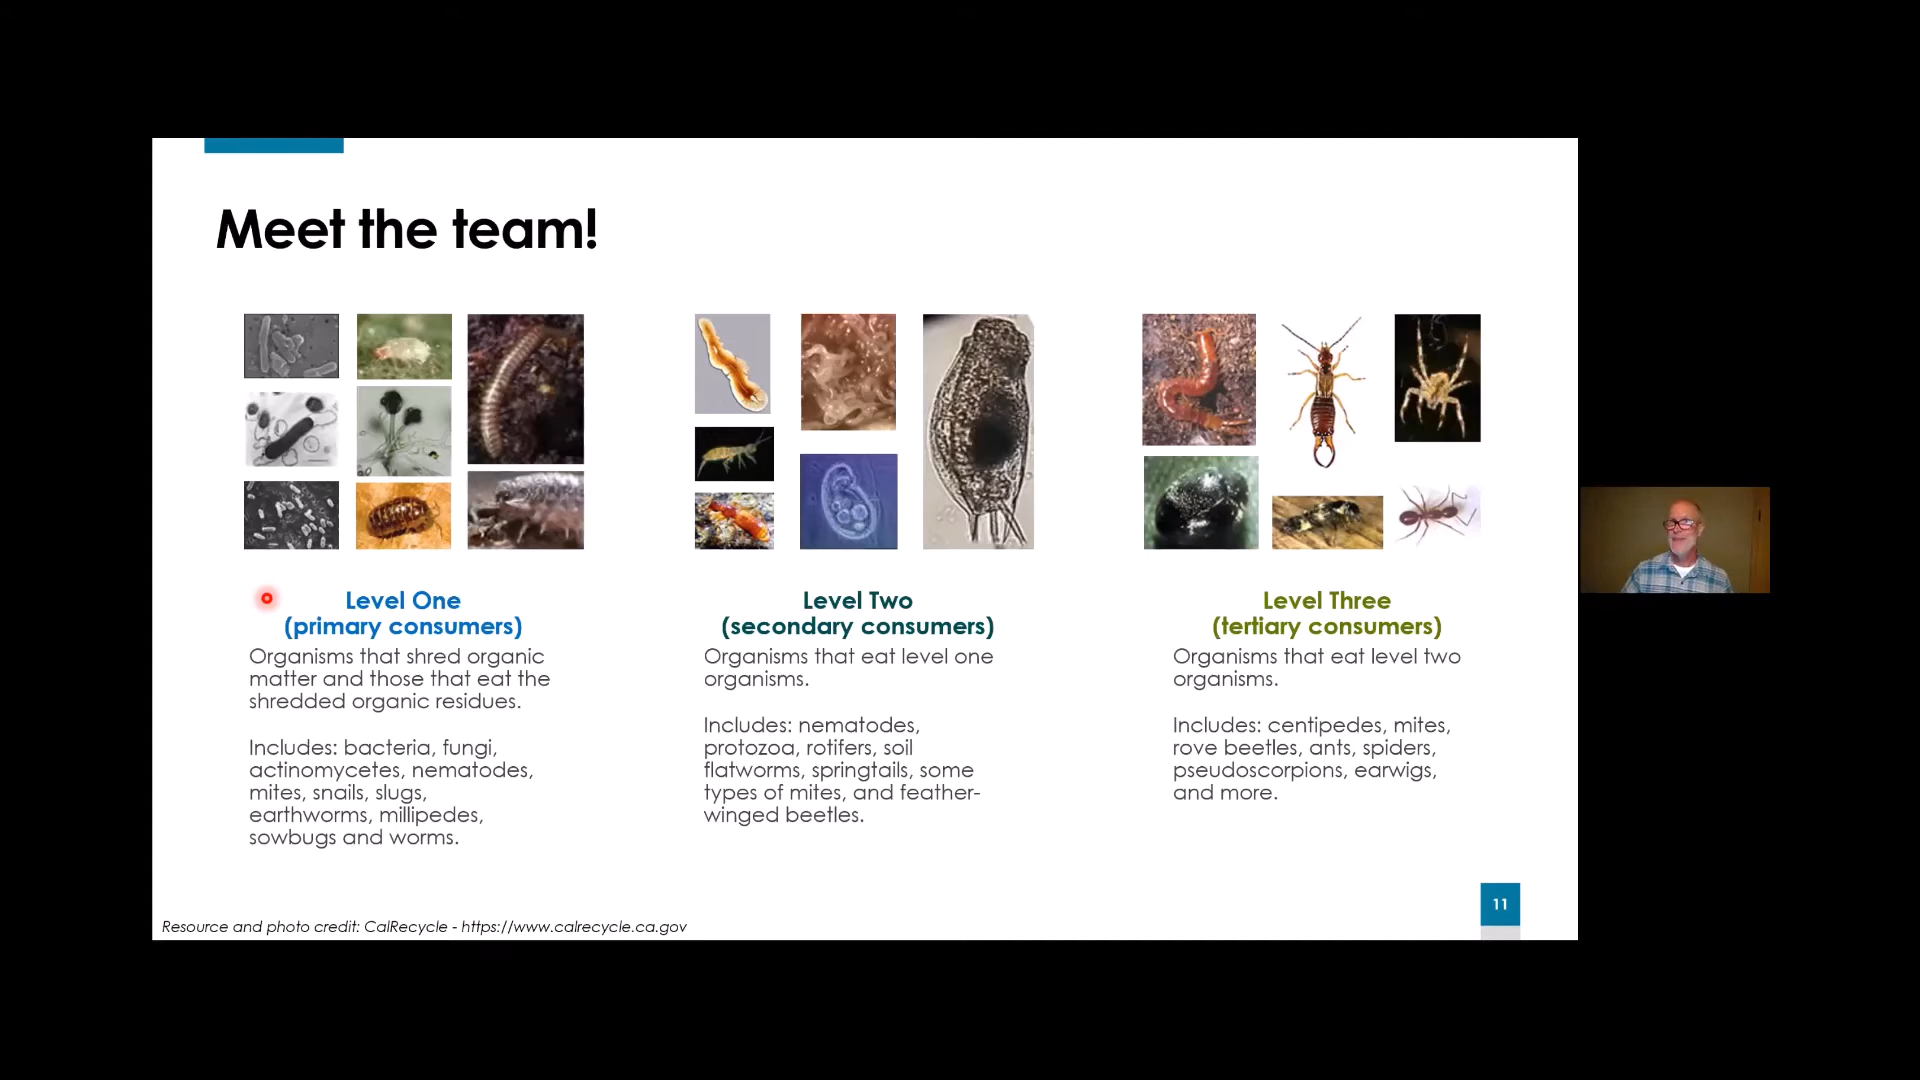 Meet the team!
Level One
(primary consumers)
Organisms that shred organic
matter and those that eat the
shredded organic residues.
Includes: bacteria, fungi,
actinomycetes, nematodes,
mites, snails, slugs,
earthworms, millipedes,
sowbugs and worms.
Level Two
(secondary consumers)
Organisms that eat level one
organisms.
Includes: nematodes,
protozoa, rotifers, soil
flatworms, springtails, some
types of mites, and feather-
winged beetles.
Level Three
(tertiary consumers)
Organisms that eat level two
organisms.
Includes: centipedes, mites,
rove beetles, ants, spiders,
pseudoscorpions, earwigs,
and more.
11
Resource and photo credit: CalRecycle - https://www.calrecycle.ca.gov